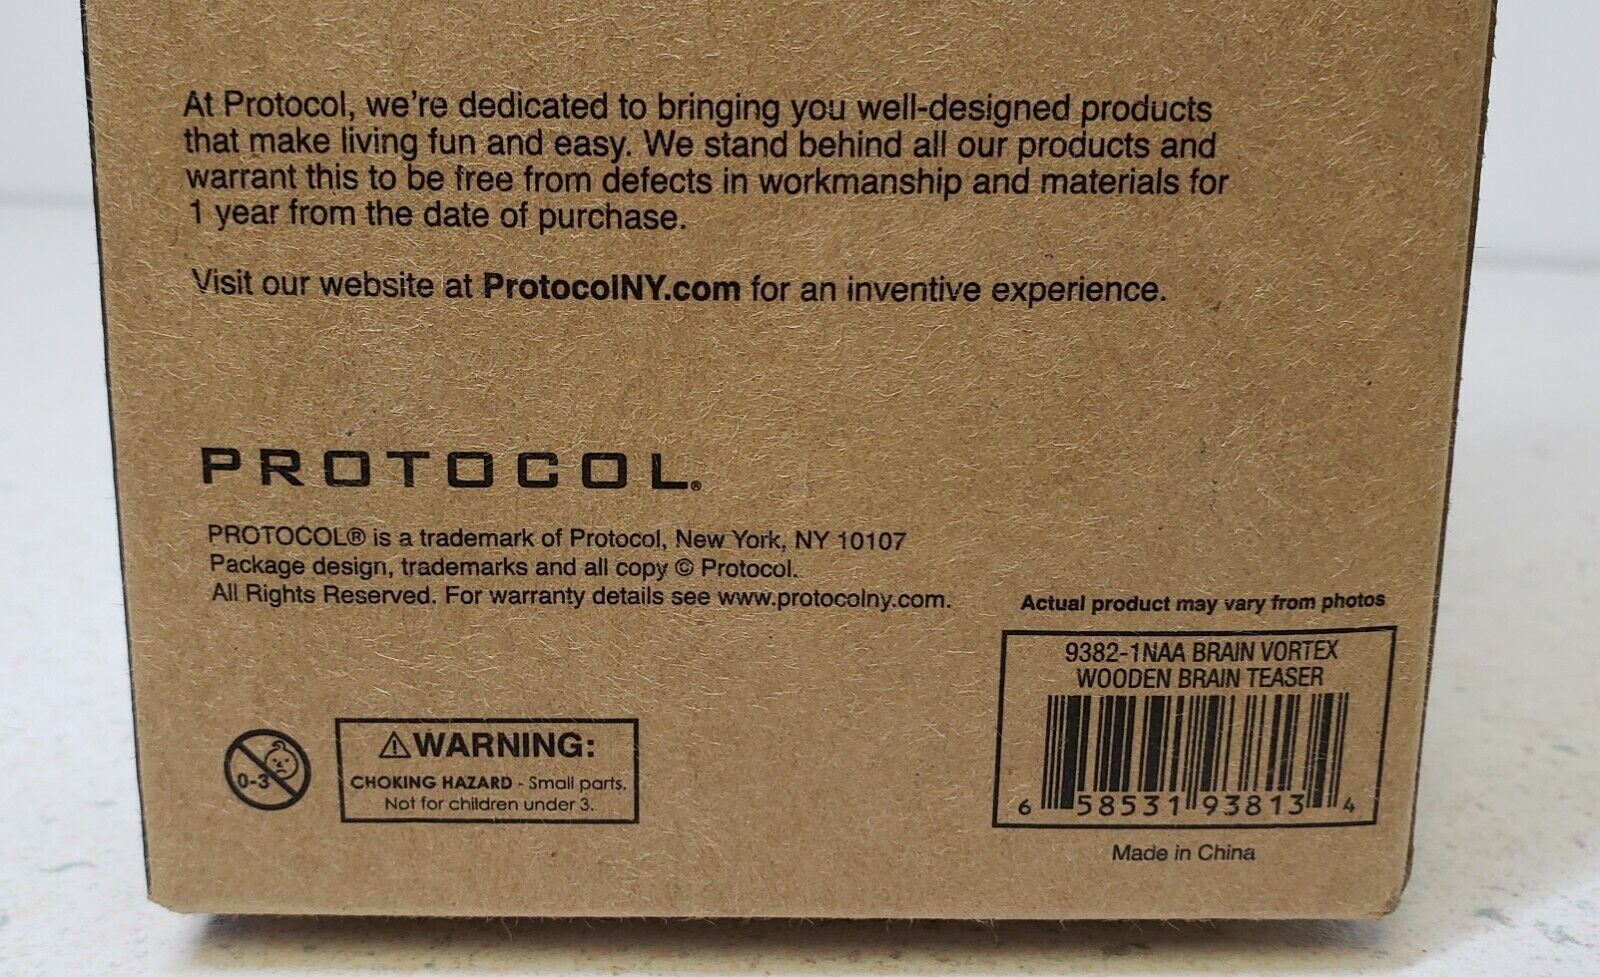 At Protocol, we're dedicated to bringing you well-designed products
that make living fun and easy. We stand behind all our products and
warrant this to be free from defects in workmanship and materials for
1 year from the date of purchase.
Visit our website at ProtocolNY.com for an inventive experience.
PROTOCOL®
PROTOCOL® is a trademark of Protocol, New York, NY 10107
Package design, trademarks and all copy © Protocol.
All Rights Reserved. For warranty details see www.protocolny.com.
0-3
⚠WARNING:
CHOKING HAZARD - Small parts.
Not for children under 3.
Actual product may vary from photos
9382-1NAA BRAIN VORTEX
WOODEN BRAIN TEASER
6 58531 93813 4
Made in China